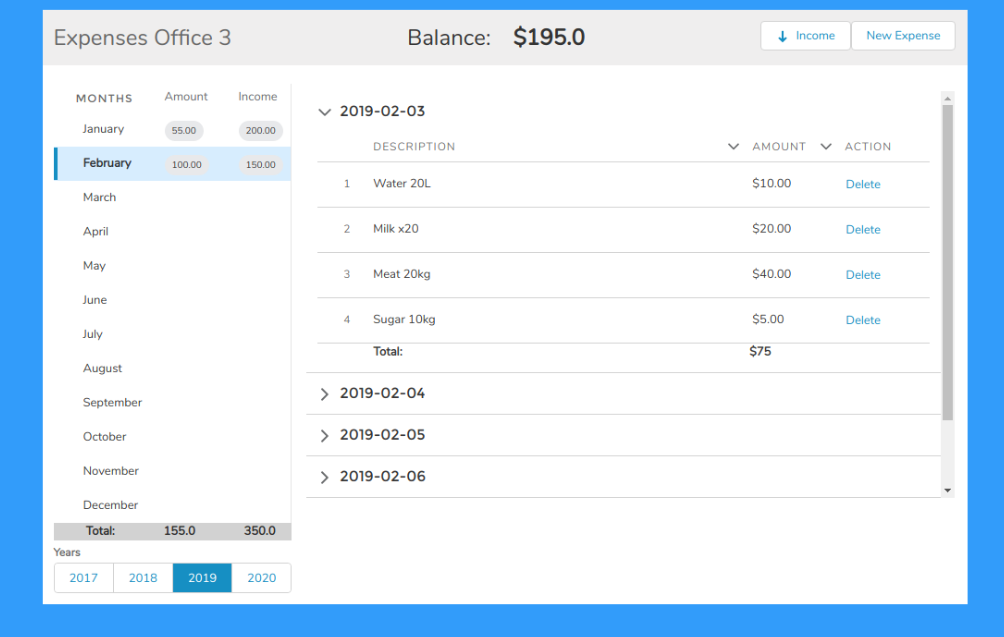 Expenses Office 3 Balance: $195.0 Income New Expense
MONTHS Amount Income
January 55.00 200.00
February 100.00 150.00
March
April
May
June
July
August
September
October
November
December
Total: 155.0 350.0
Years
2017 2018 2019 2020
2019-02-03
DESCRIPTION AMOUNT ACTION
1 Water 20L $10.00 Delete
2 Milk x20 $20.00 Delete
3 Meat 20kg $40.00 Delete
4 Sugar 10kg $5.00 Delete
Total: $75
2019-02-04
2019-02-05
2019-02-06